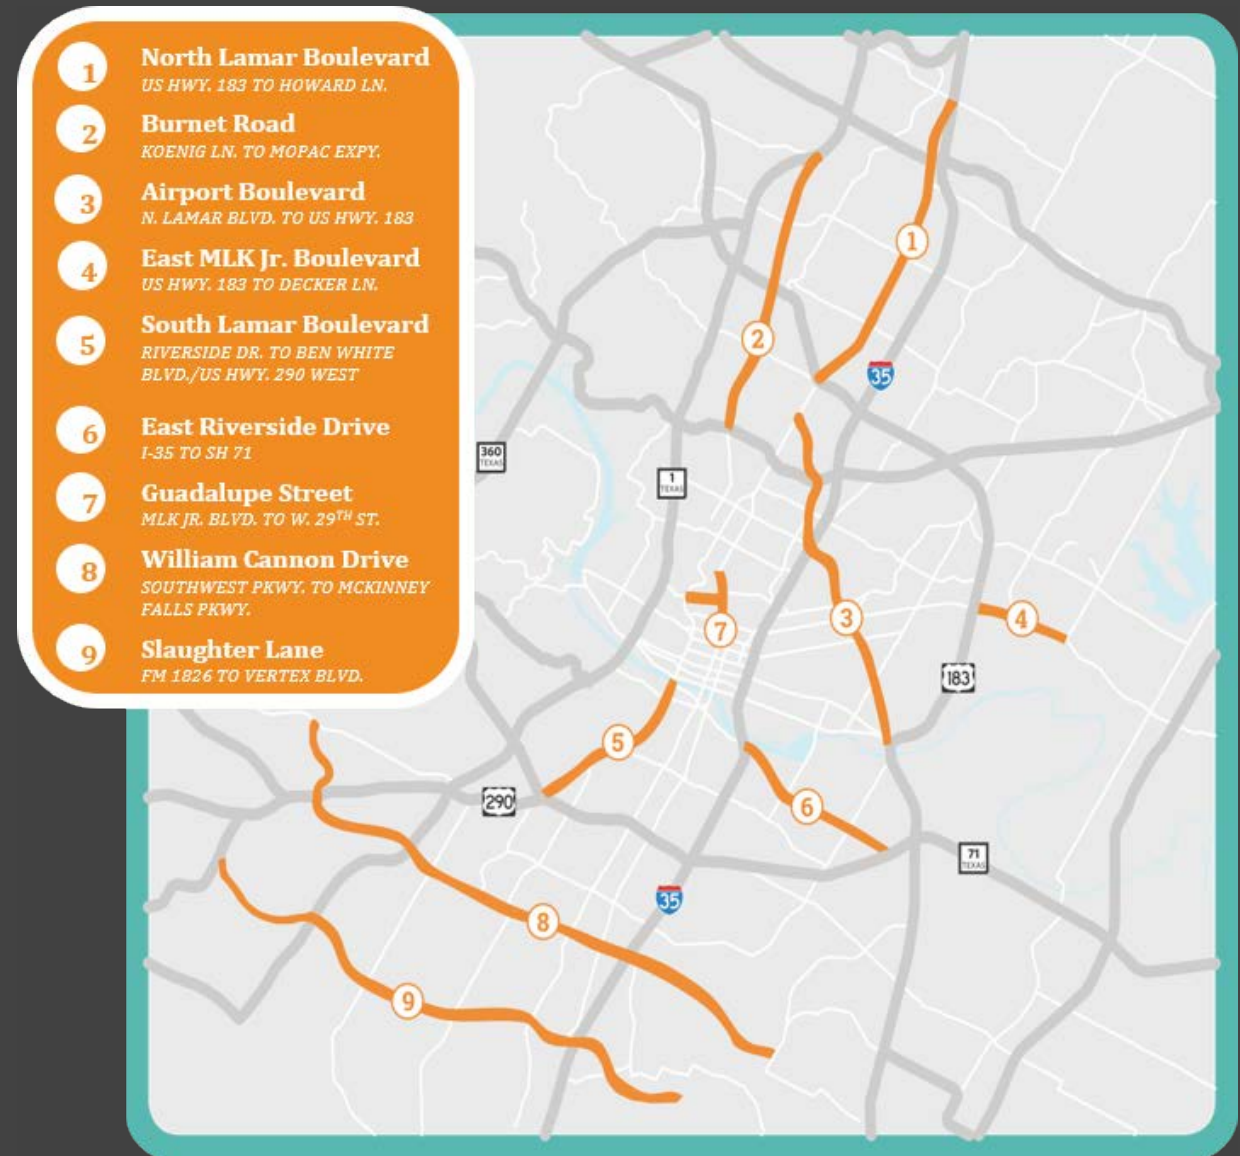 1 North Lamar Boulevard
US HWY. 183 TO HOWARD LN.
2 Burnet Road
KOENIG LN. TO MOPAC EXPY.
3 Airport Boulevard
N. LAMAR BLVD. TO US HWY. 183
4 East MLK Jr. Boulevard
US HWY. 183 TO DECKER LN.
5 South Lamar Boulevard
RIVERSIDE DR. TO BEN WHITE
BLVD./US HWY. 290 WEST
6 East Riverside Drive
I-35 TO SH 71
7 Guadalupe Street
MLK JR. BLVD. TO W. 29TH ST.
8 William Cannon Drive
SOUTHWEST PKWY. TO MCKINNEY
FALLS PKWY.
9 Slaughter Lane
FM 1826 TO VERTEX BLVD.
1
2
35
360
TEXAS
1
TEXAS
3
4
7
183
5
290
6
71
TEXAS
35
8
9